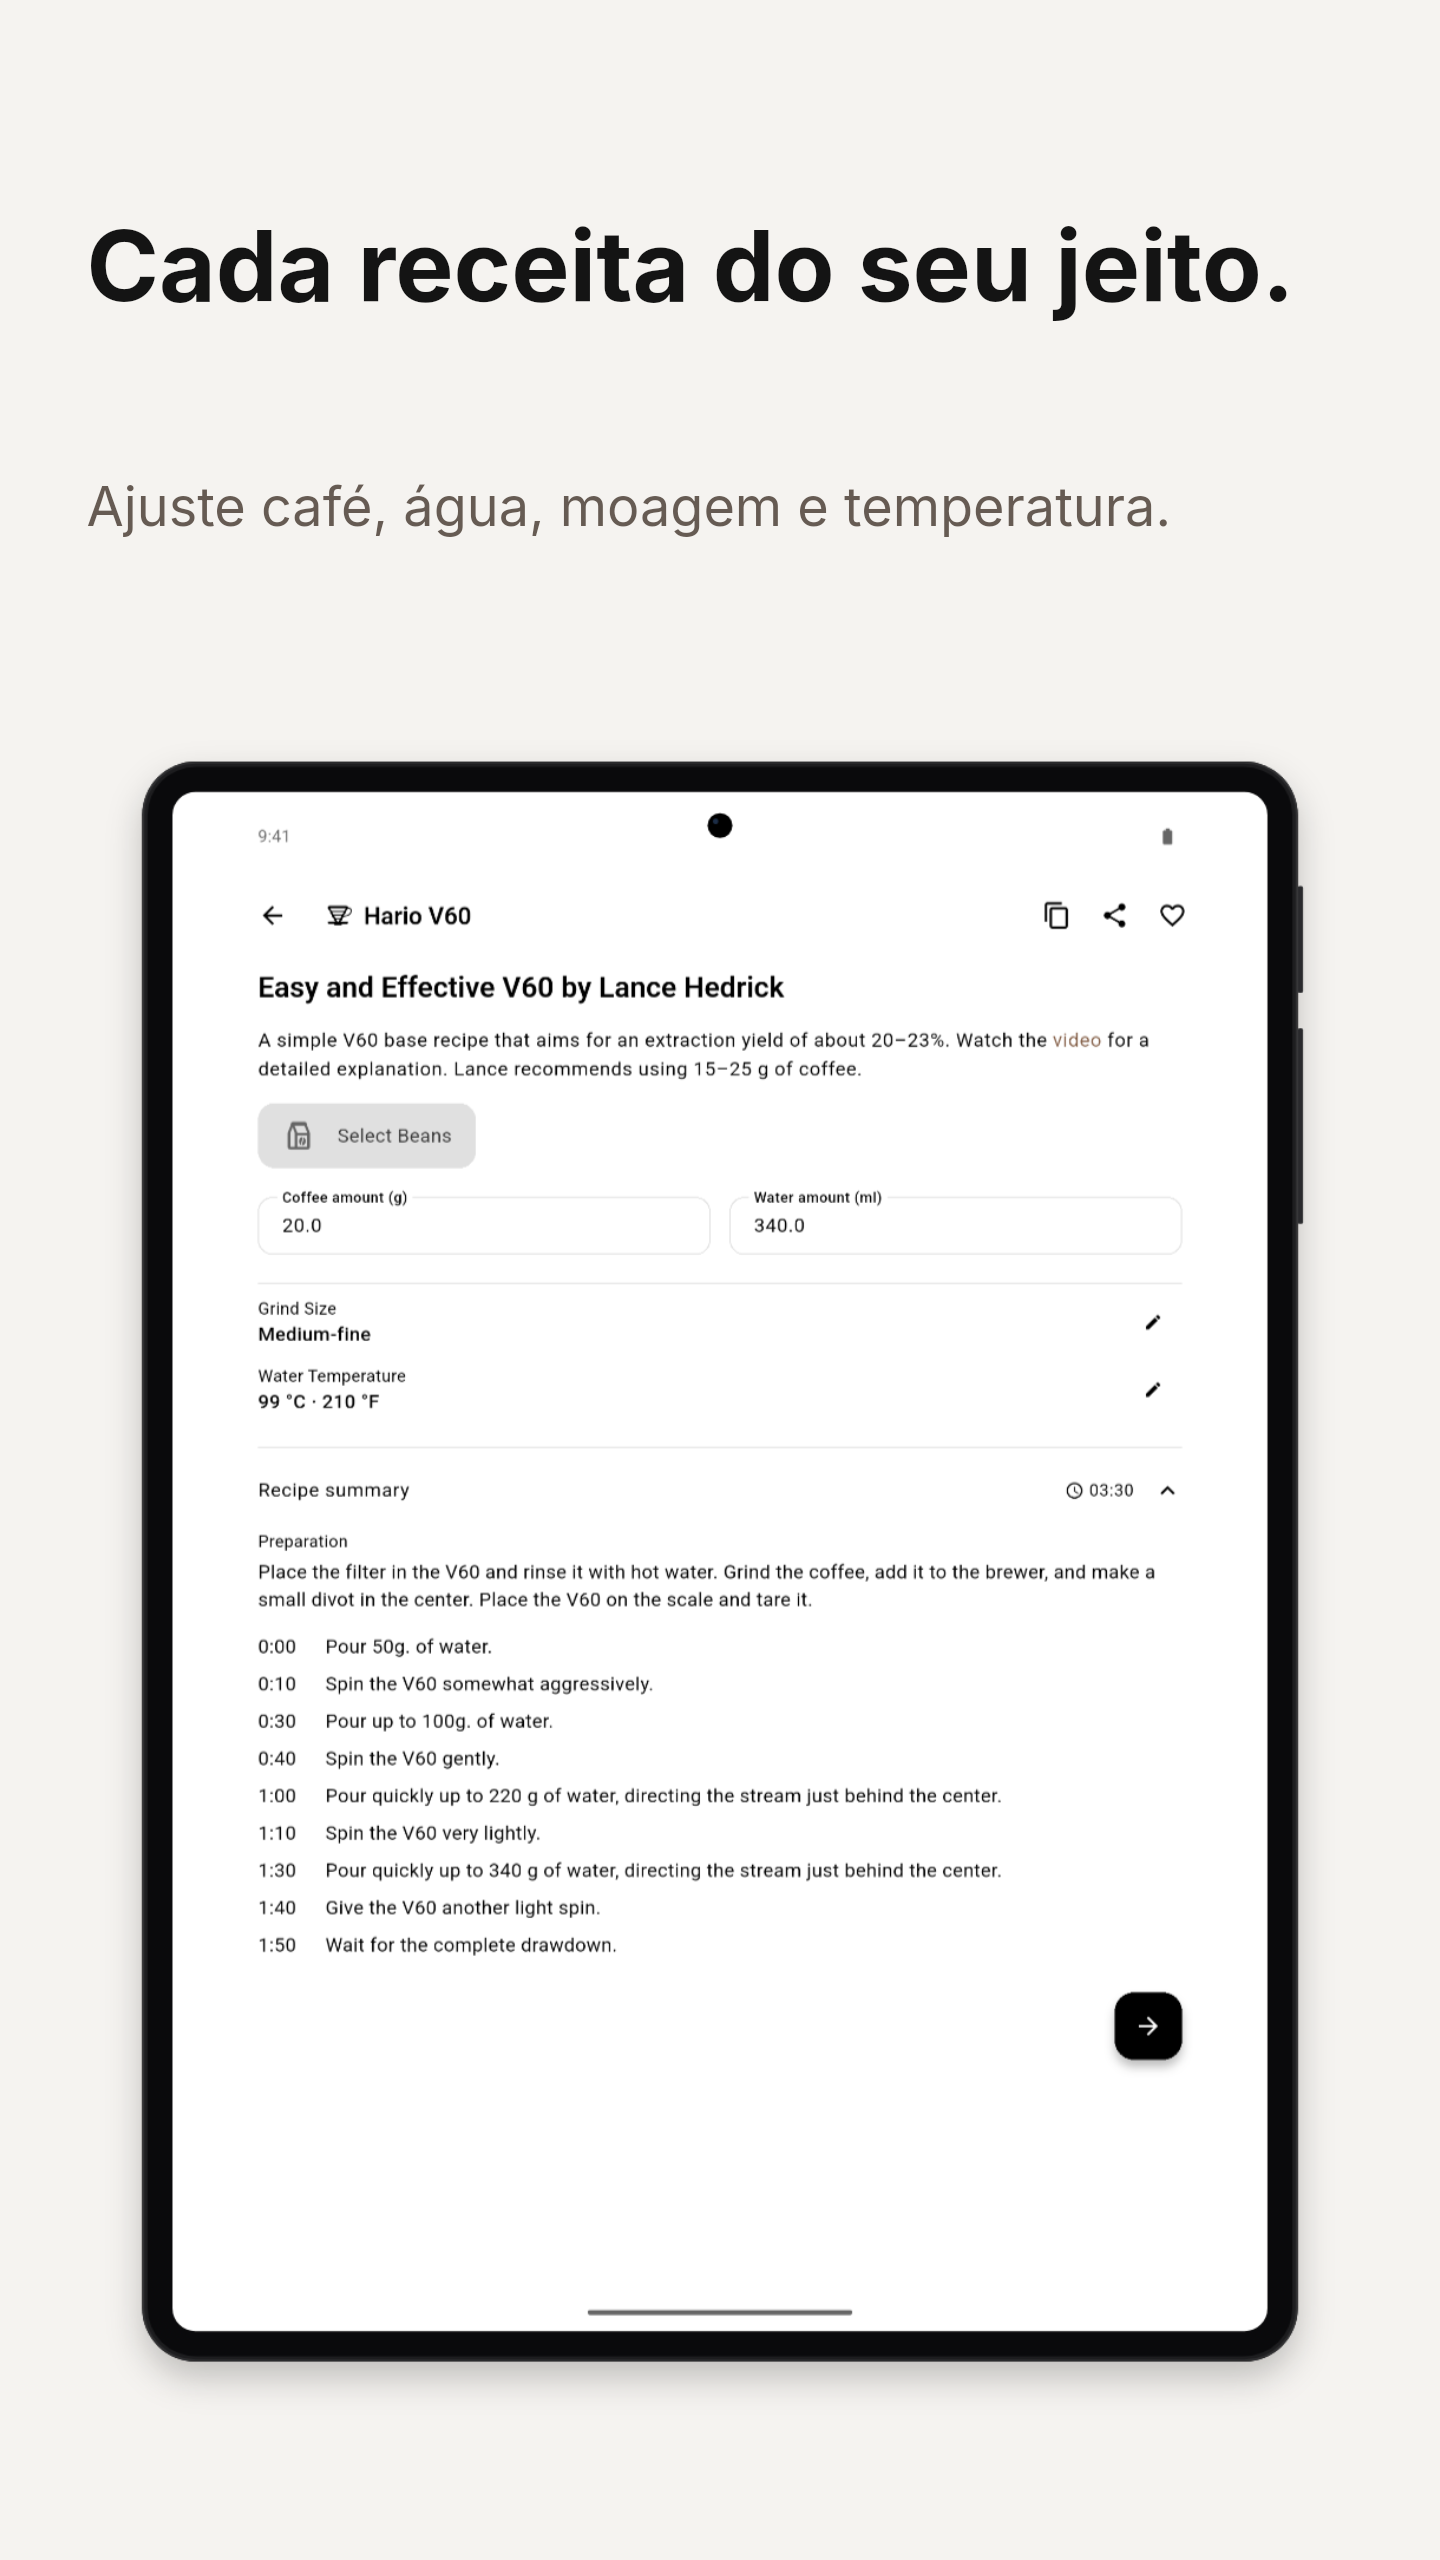 Cada receita do seu jeito.
Ajuste café, água, moagem e temperatura.
9:41
Hario V60
Easy and Effective V60 by Lance Hedrick
A simple V60 base recipe that aims for an extraction yield of about 20–23%. Watch the video for a
detailed explanation. Lance recommends using 15–25 g of coffee.
Select Beans
Coffee amount (g)
20.0
Water amount (ml)
340.0
Grind Size
Medium-fine
Water Temperature
99 °C · 210 °F
Recipe summary
03:30
Preparation
Place the filter in the V60 and rinse it with hot water. Grind the coffee, add it to the brewer, and make a
small divot in the center. Place the V60 on the scale and tare it.
0:00 Pour 50g. of water.
0:10 Spin the V60 somewhat aggressively.
0:30 Pour up to 100g. of water.
0:40 Spin the V60 gently.
1:00 Pour quickly up to 220 g of water, directing the stream just behind the center.
1:10 Spin the V60 very lightly.
1:30 Pour quickly up to 340 g of water, directing the stream just behind the center.
1:40 Give the V60 another light spin.
1:50 Wait for the complete drawdown.